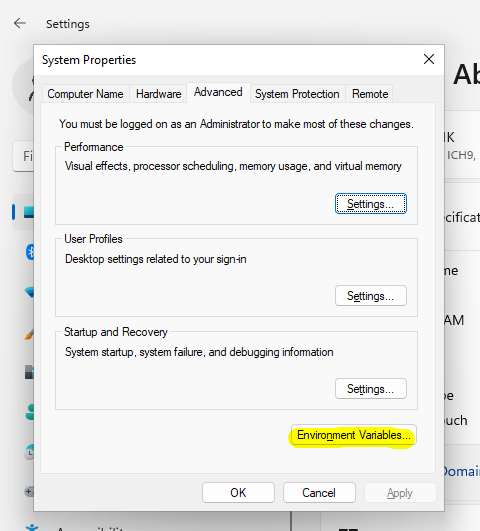 Settings
System Properties
Ab
Computer Name Hardware Advanced System Protection Remote
You must be logged on as an Administrator to make most of these changes.
IK
ICH9,
Fi
Performance
Visual effects, processor scheduling, memory usage, and virtual memory
Settings...
ecificat
User Profiles
Desktop settings related to your sign-in
me
Settings...
AM
Startup and Recovery
System startup, system failure, and debugging information
Settings...
pe
ouch
Environment Variables...
Domain
OK Cancel Apply